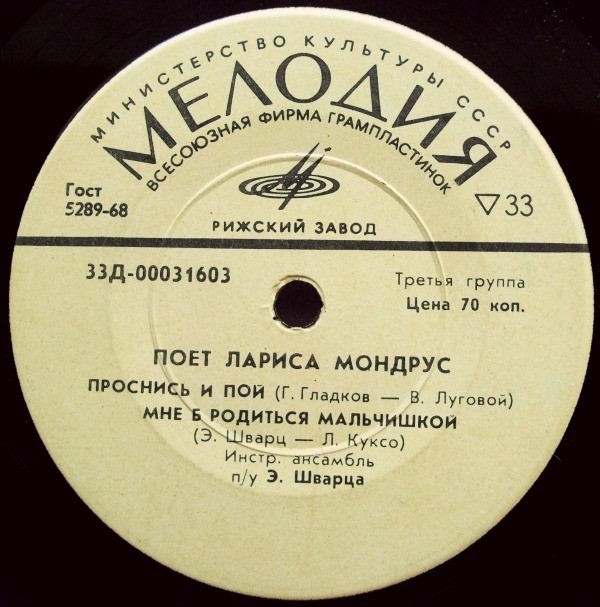 МИНИСТЕРСТВО КУЛЬТУРЫ СССР
МЕЛОДИЯ
ВСЕСОЮЗНАЯ ФИРМА ГРАМПЛАСТИНОК
Гост
5289-68
33
РИЖСКИЙ ЗАВОД
33Д-00031603
Третья группа
Цена 70 коп.
ПОЕТ ЛАРИСА МОНДРУС
ПРОСНИСЬ И ПОЙ (Г. Гладков — В. Луговой)
МНЕ Б РОДИТЬСЯ МАЛЬЧИШКОЙ
(Э. Шварц — Л. Куксо)
Инстр. ансамбль
п/у Э. Шварца